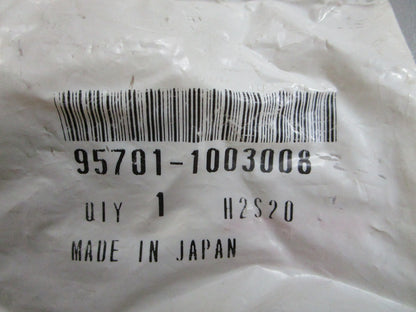 95701-1003008
QTY 1 H2S20
MADE IN JAPAN